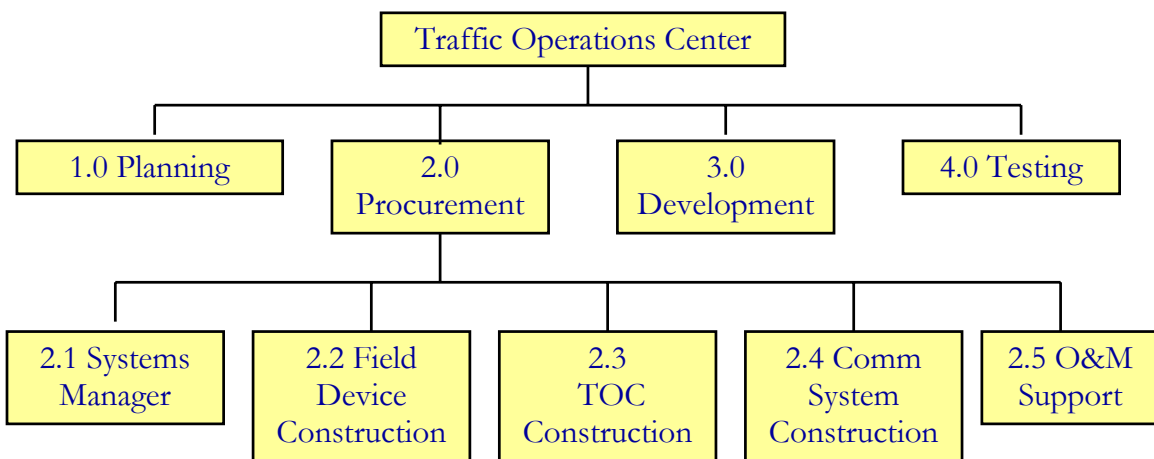 Traffic Operations Center
1.0 Planning
2.0
Procurement
3.0
Development
4.0 Testing
2.1 Systems
Manager
2.2 Field
Device
Construction
2.3
TOC
Construction
2.4 Comm
System
Construction
2.5 O&M
Support